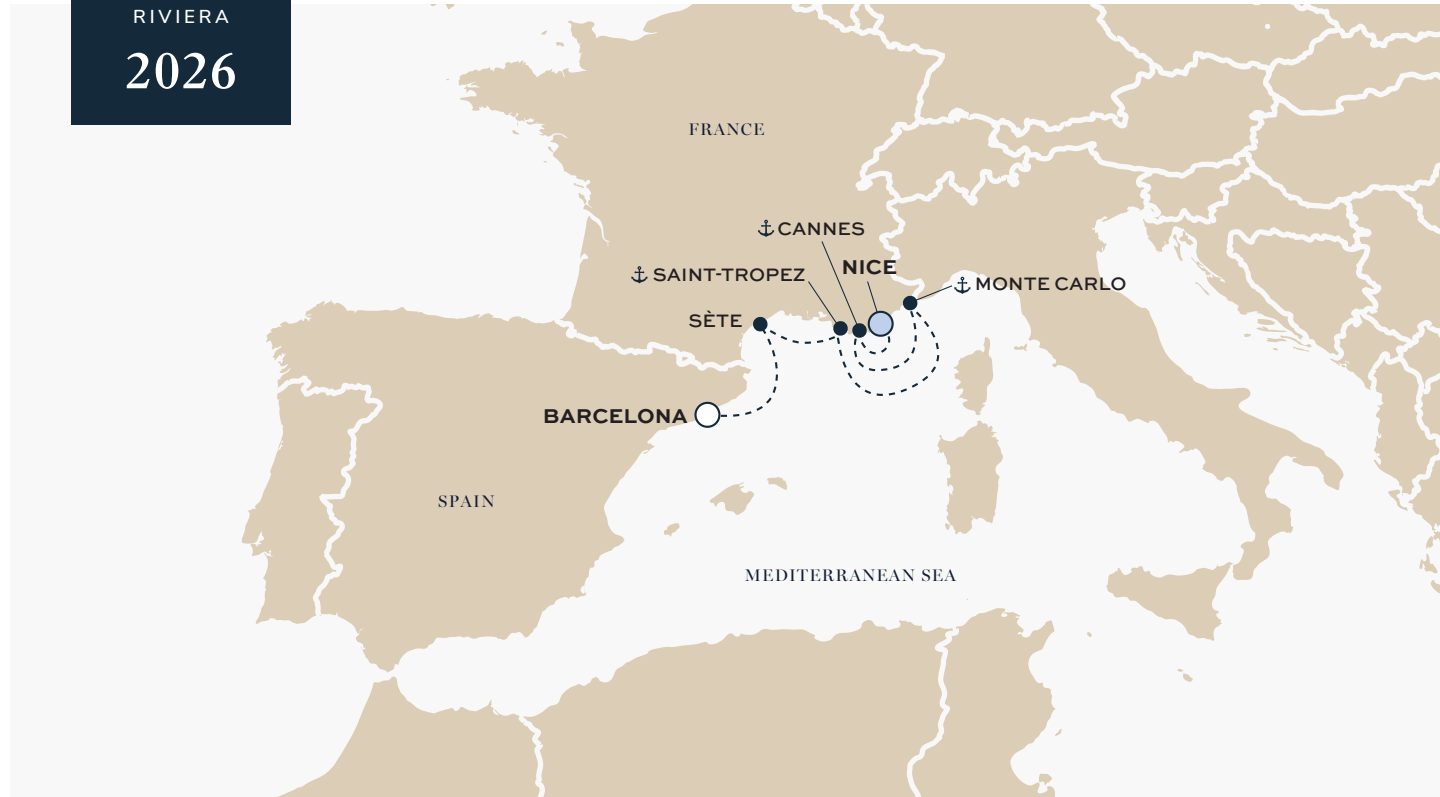 RIVIERA
2026
FRANCE
CANNES
NICE
SAINT-TROPEZ
MONTE CARLO
SÈTE
BARCELONA
SPAIN
MEDITERRANEAN SEA